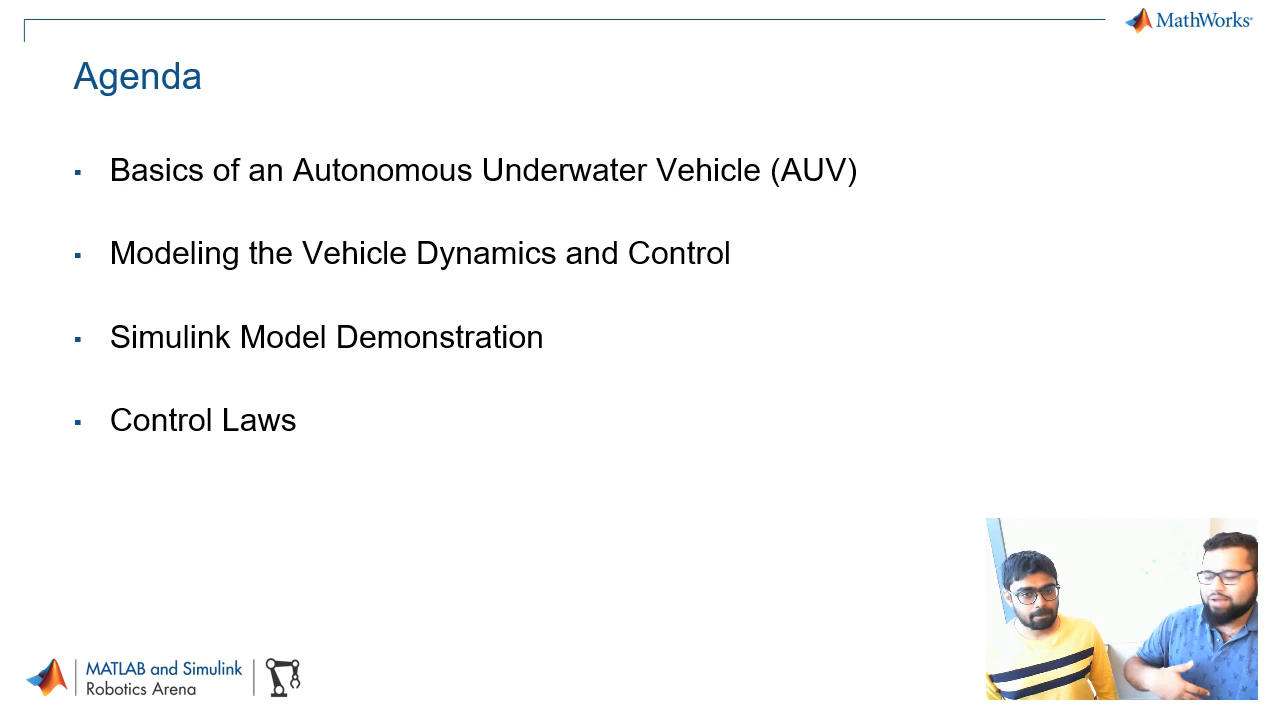 MathWorks®
Agenda
▪ Basics of an Autonomous Underwater Vehicle (AUV)
▪ Modeling the Vehicle Dynamics and Control
▪ Simulink Model Demonstration
▪ Control Laws
MATLAB and Simulink
Robotics Arena